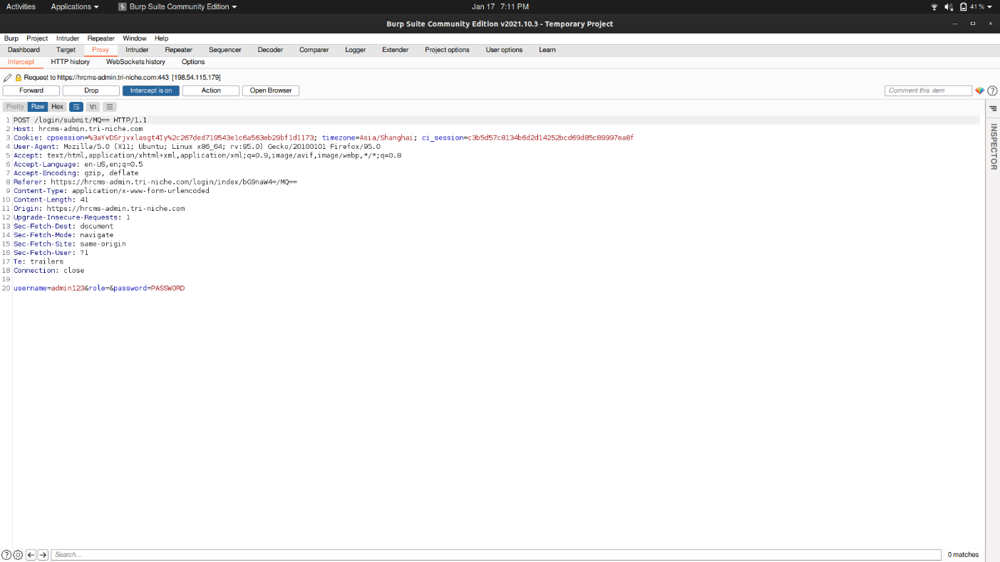 Activities Applications Burp Suite Community Edition Jan 17 7:11 PM 41 %
Burp Suite Community Edition v2021.10.3 - Temporary Project
Burp Project Intruder Repeater Window Help
Dashboard Target Proxy Intruder Repeater Sequencer Decoder Comparer Logger Extender Project options User options Learn
Intercept HTTP history WebSockets history Options
Request to https://hrcms-admin.tri-niche.com:443 [198.54.115.179]
Forward Drop Intercept is on Action Open Browser Comment this item
Pretty Raw Hex \n
INSPECTOR
1 POST /login/submit/MQ== HTTP/1.1
2 Host: hrcms-admin.tri-niche.com
3 Cookie: cpsession=%3aYvDSrjvxlasgt4Iy%2c267ded719543e1c6a563eb29bf1d1173; timezone=Asia/Shanghai; ci_session=c3b5d57c8134b6d2d14252bcd69d85c89997ea8f
4 User-Agent: Mozilla/5.0 (X11; Ubuntu; Linux x86_64; rv:95.0) Gecko/20100101 Firefox/95.0
5 Accept: text/html,application/xhtml+xml,application/xml;q=0.9,image/avif,image/webp,*/*;q=0.8
6 Accept-Language: en-US,en;q=0.5
7 Accept-Encoding: gzip, deflate
8 Referer: https://hrcms-admin.tri-niche.com/login/index/bG9naW4=/MQ==
9 Content-Type: application/x-www-form-urlencoded
10 Content-Length: 41
11 Origin: https://hrcms-admin.tri-niche.com
12 Upgrade-Insecure-Requests: 1
13 Sec-Fetch-Dest: document
14 Sec-Fetch-Mode: navigate
15 Sec-Fetch-Site: same-origin
16 Sec-Fetch-User: ?1
17 Te: trailers
18 Connection: close
19
20 username=admin123&role=&password=PASSWORD
Search... 0 matches